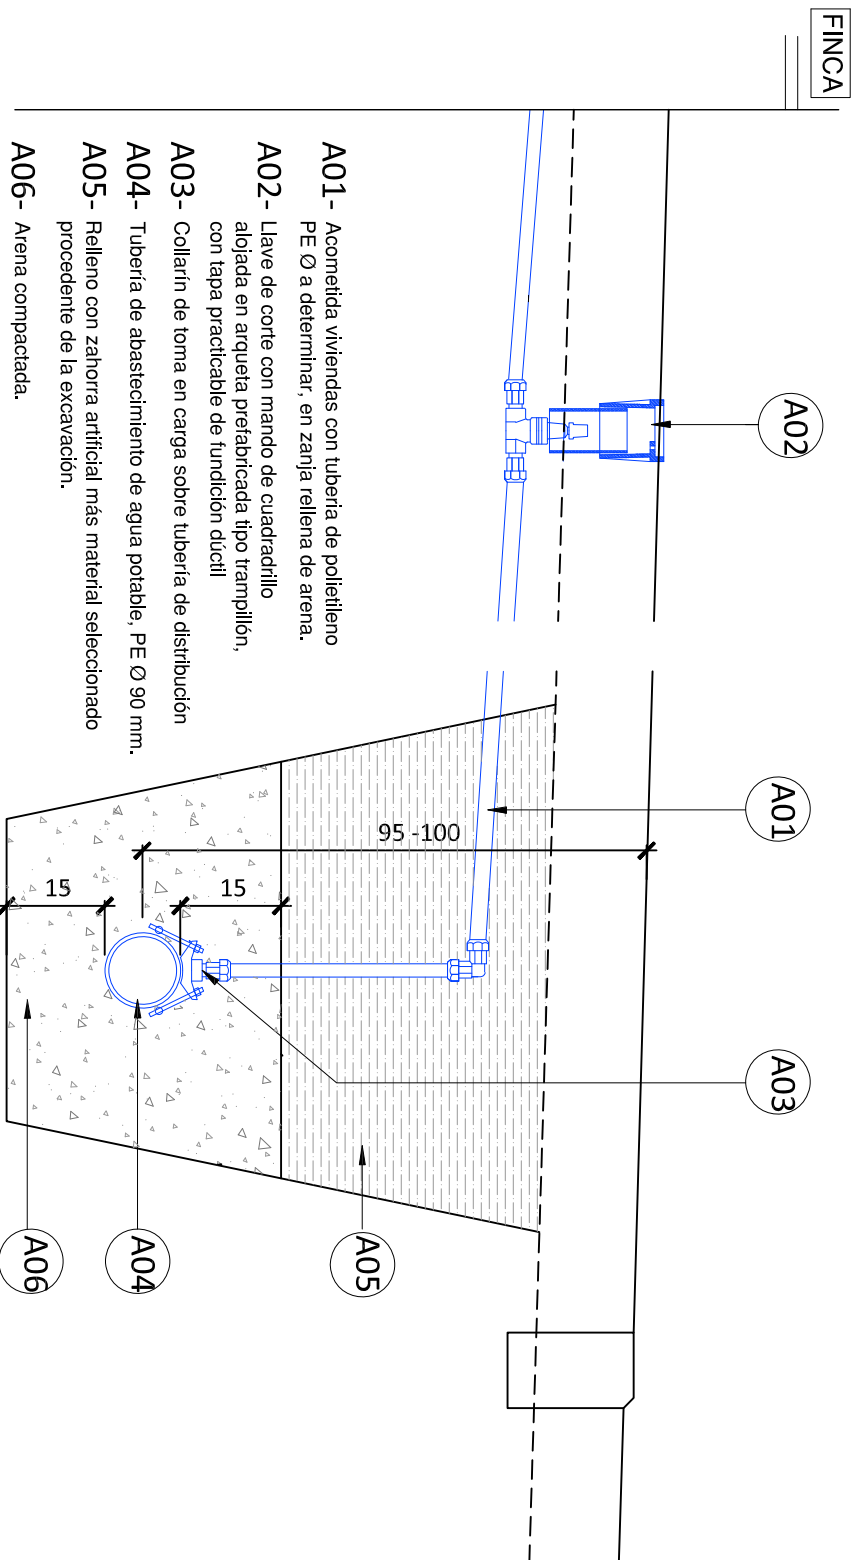 FINCA
A02
A01
A03
A05
A04
A06
95 -100
15
15
A01- Acometida viviendas con tuberia de polietileno
PE Ø a determinar, en zanja rellena de arena.
A02- Llave de corte con mando de cuadradrillo
alojada en arqueta prefabricada tipo trampillón,
con tapa practicable de fundición dúctil
A03- Collarín de toma en carga sobre tubería de distribución
A04- Tubería de abastecimiento de agua potable, PE Ø 90 mm.
A05- Relleno con zahorra artificial más material seleccionado
procedente de la excavación.
A06- Arena compactada.